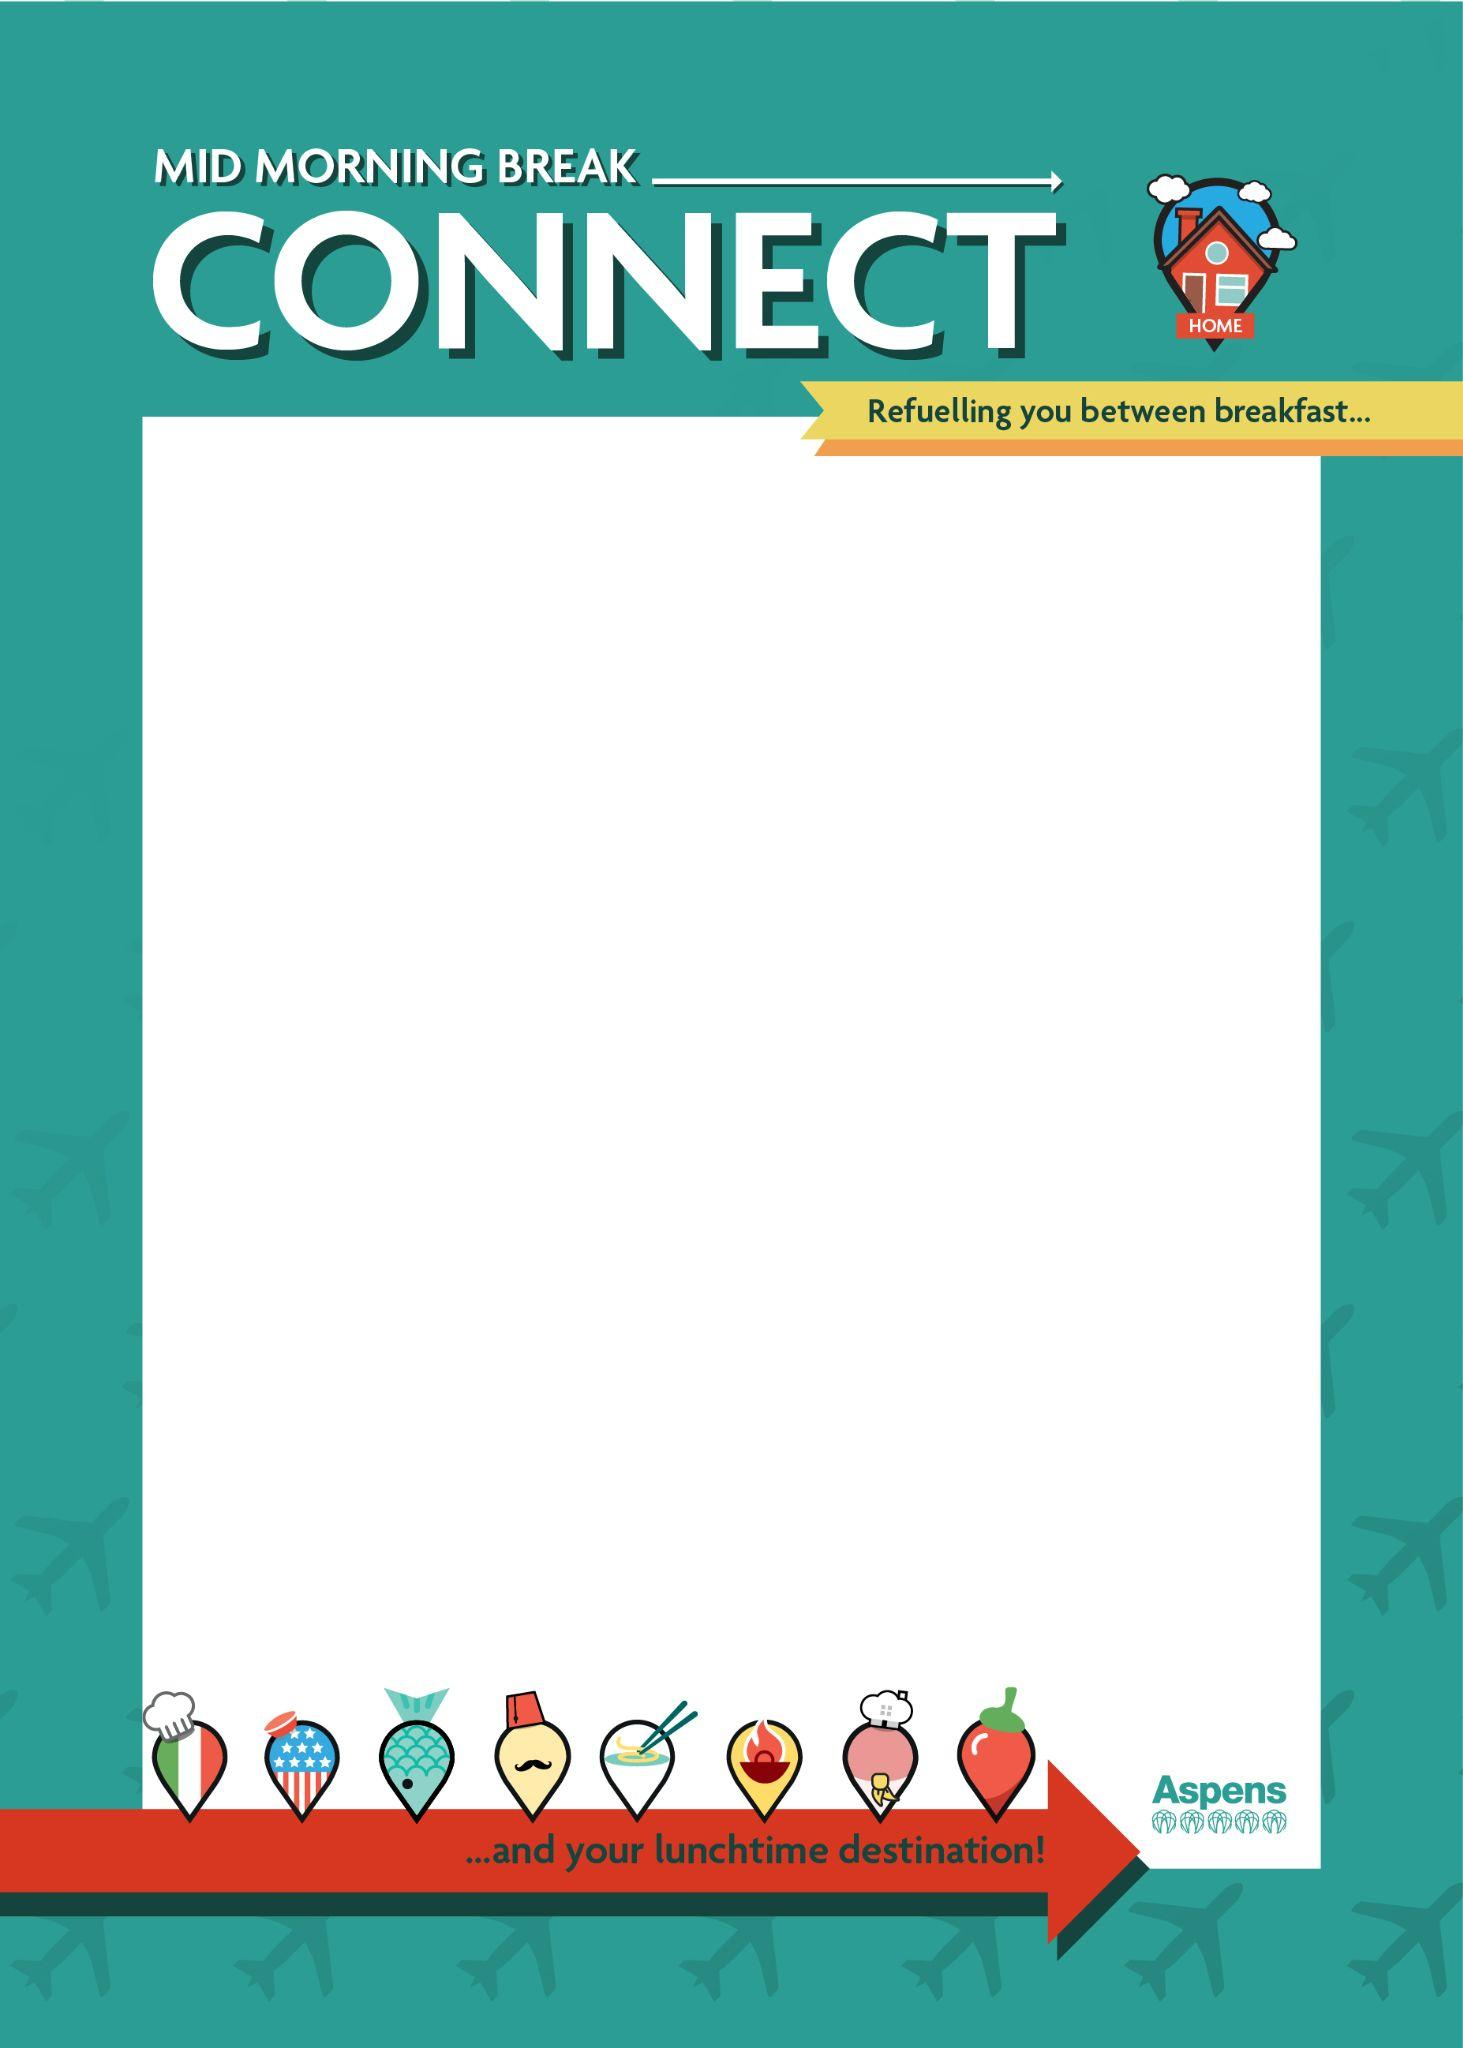 MID MORNING BREAK
CONNECT
HOME
Refuelling you between breakfast...
...and your lunchtime destination!
Aspens